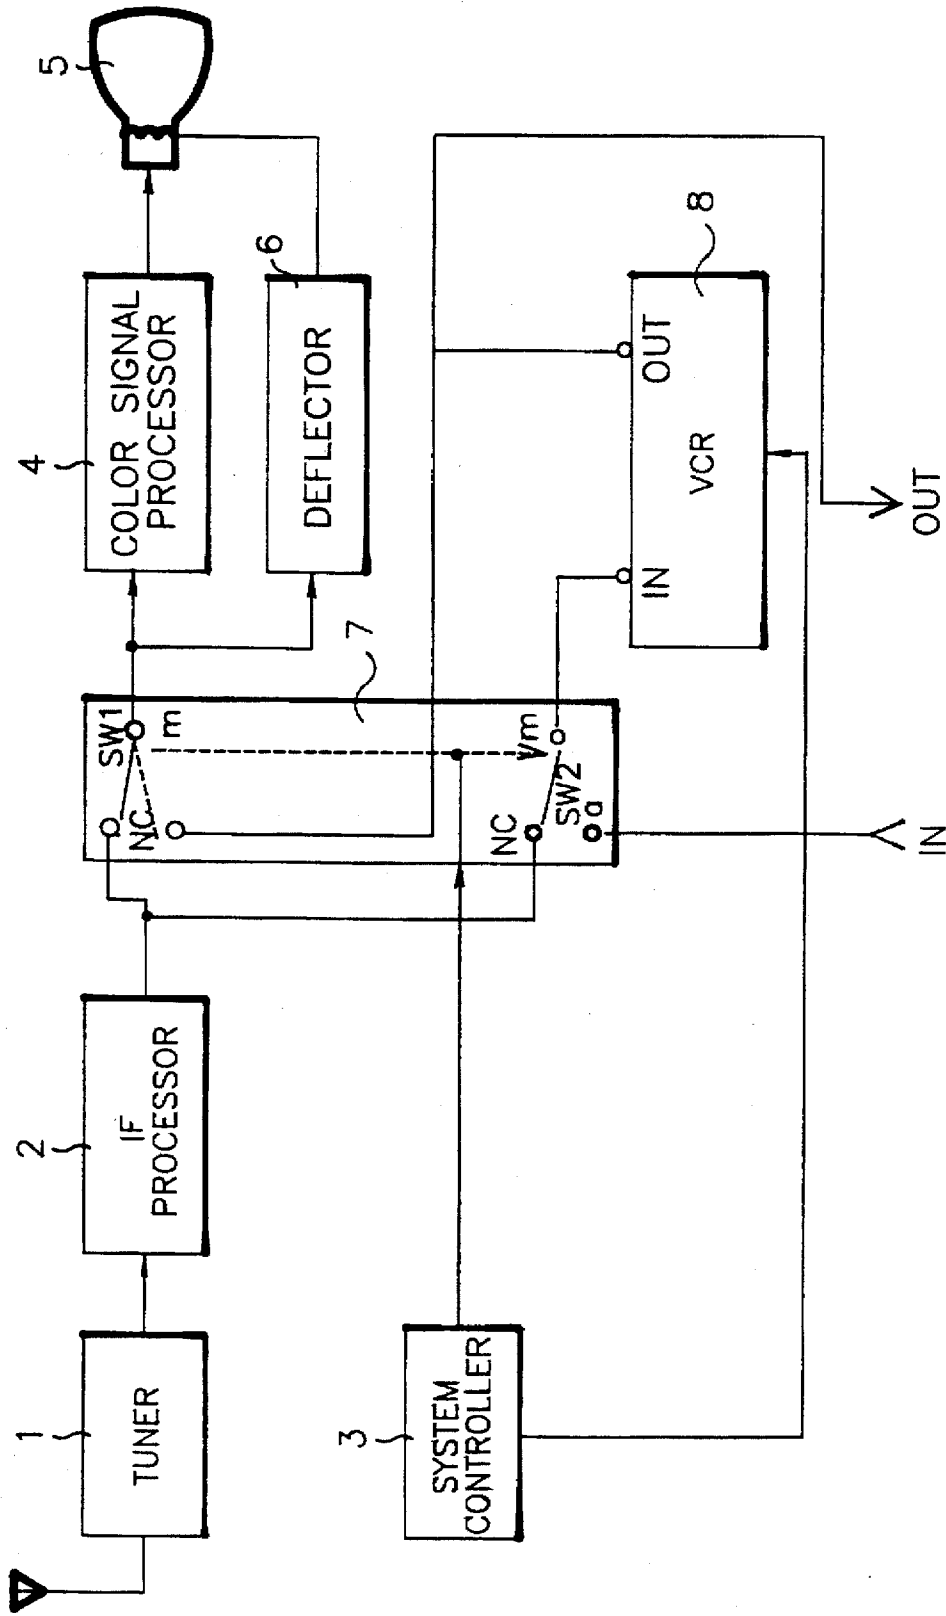 1
TUNER
2
IF
PROCESSOR
SW1
NC
m
4
COLOR SIGNAL
PROCESSOR
5
6
DEFLECTOR
7
3
SYSTEM
CONTROLLER
NC
m
SW2
a
IN
OUT
VCR
8
IN
OUT